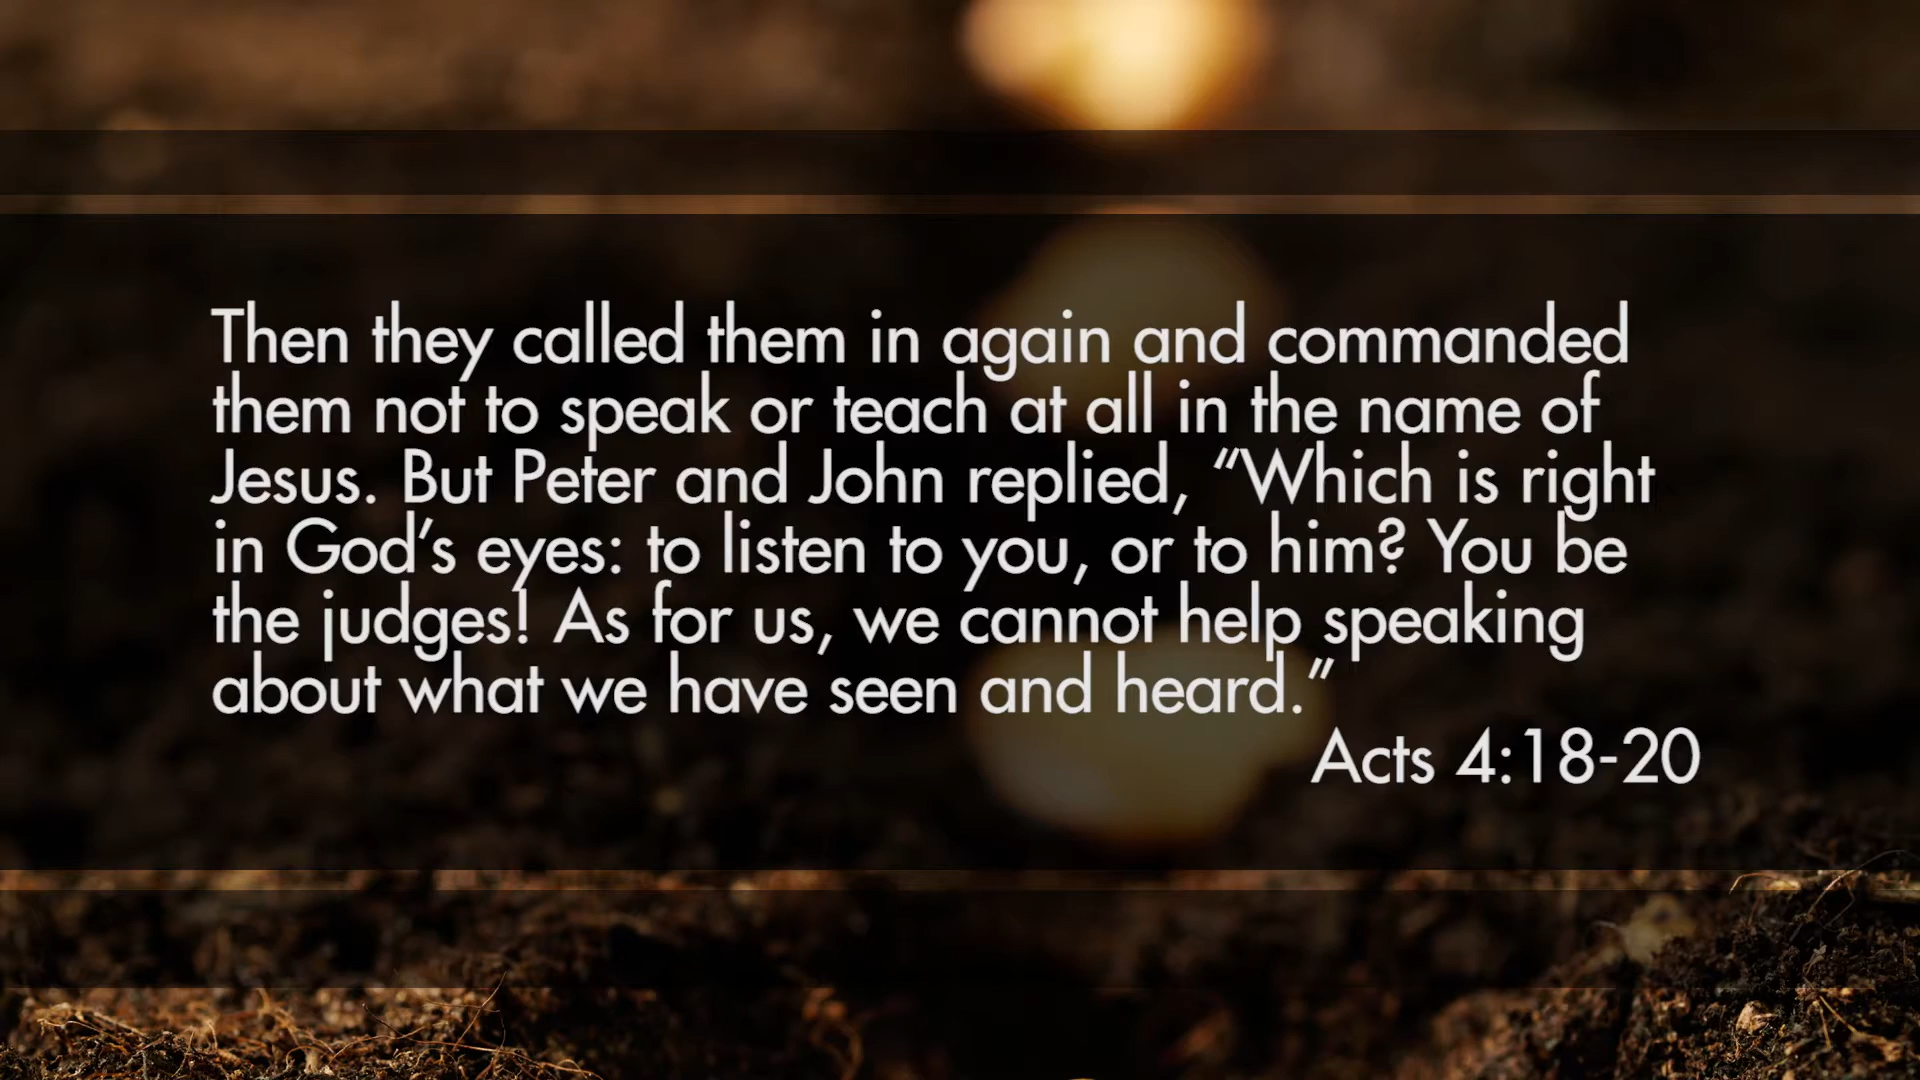 Then they called them in again and commanded
them not to speak or teach at all in the name of
Jesus. But Peter and John replied, “Which is right
in God’s eyes: to listen to you, or to him? You be
the judges! As for us, we cannot help speaking
about what we have seen and heard.”
Acts 4:18-20